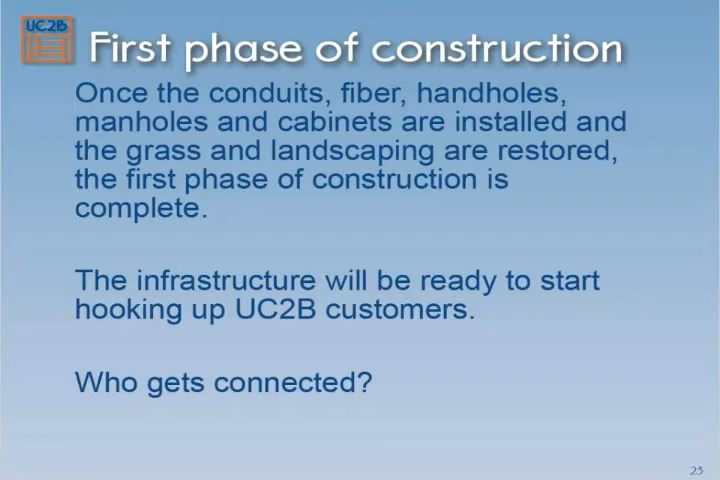 UC2B
First phase of construction
Once the conduits, fiber, handholes,
manholes and cabinets are installed and
the grass and landscaping are restored,
the first phase of construction is
complete.
The infrastructure will be ready to start
hooking up UC2B customers.
Who gets connected?
23